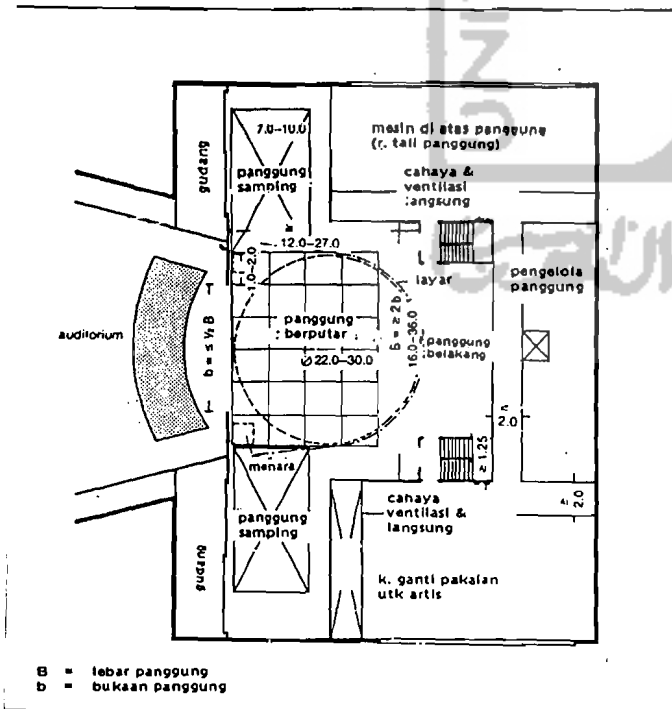 gudang
7.0-10.0
panggung
samping
mesin di atas panggung
(r. tali panggung)
cahaya &
ventilasi
langsung
≥ 12.0-27.0
1.0-2.0
layar
pengelola
panggung
auditorium
b = ≤ ½ B
panggung
berputar
∅ 22.0-30.0
B = ≥ 2b
16.0-36.0
panggung
belakang
≥ 2.0
menara
≥ 1.25
≥ 2.0
panggung
samping
cahaya
ventilasi &
langsung
gudang
k. ganti pakaian
utk artis
B = lebar panggung
b = bukaan panggung